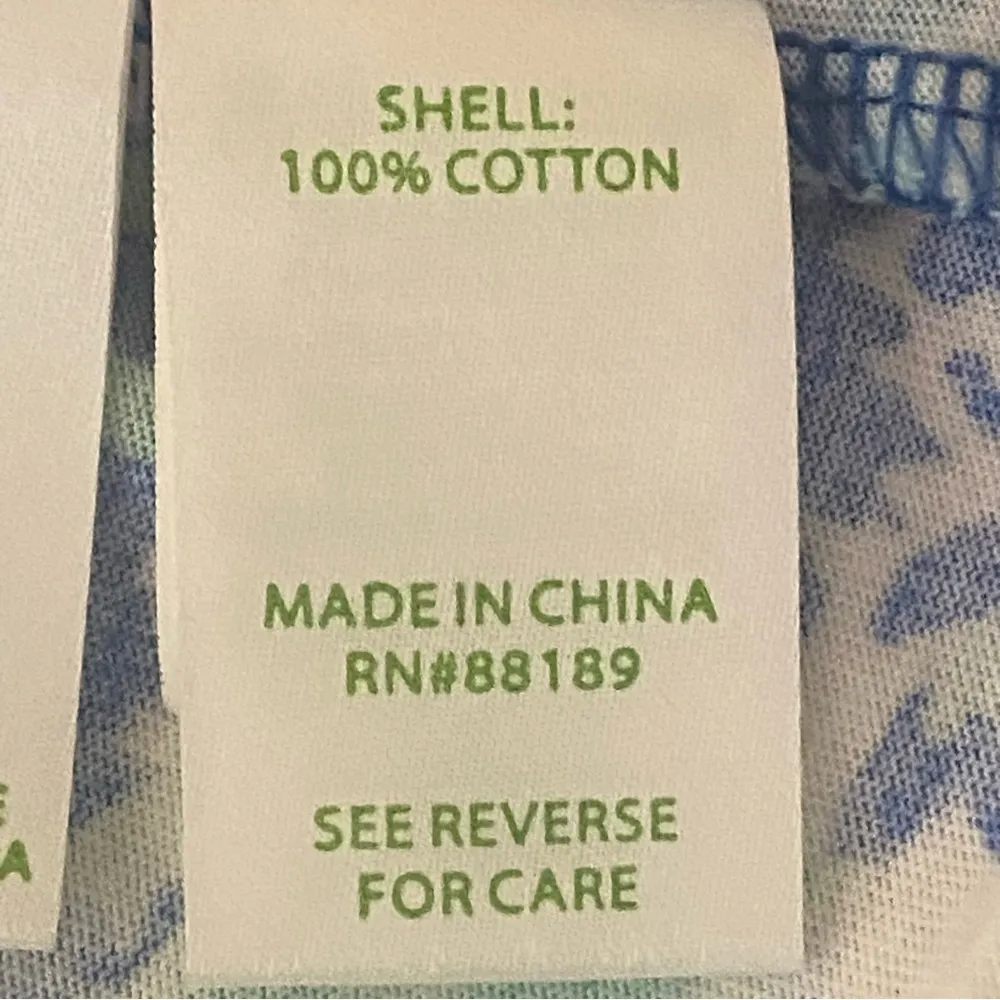 SHELL:
100% COTTON
MADE IN CHINA
RN#88189
SEE REVERSE
FOR CARE